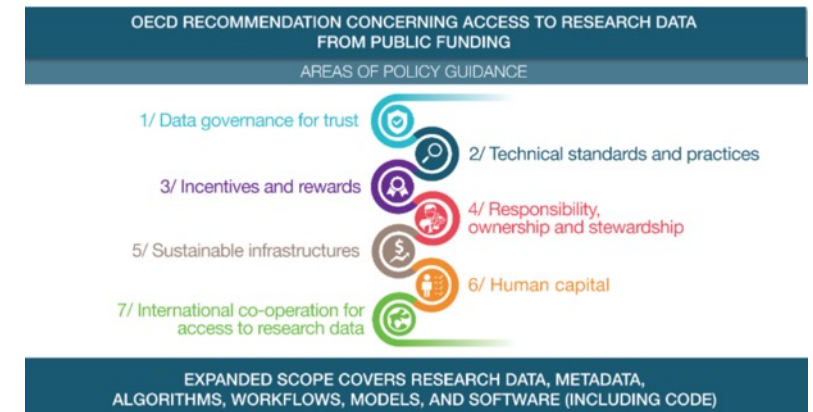 OECD RECOMMENDATION CONCERNING ACCESS TO RESEARCH DATA
FROM PUBLIC FUNDING
AREAS OF POLICY GUIDANCE
1/ Data governance for trust
2/ Technical standards and practices
3/ Incentives and rewards
4/ Responsibility,
ownership and stewardship
5/ Sustainable infrastructures
$
6/ Human capital
7/ International co-operation for
access to research data
EXPANDED SCOPE COVERS RESEARCH DATA, METADATA,
ALGORITHMS, WORKFLOWS, MODELS, AND SOFTWARE (INCLUDING CODE)